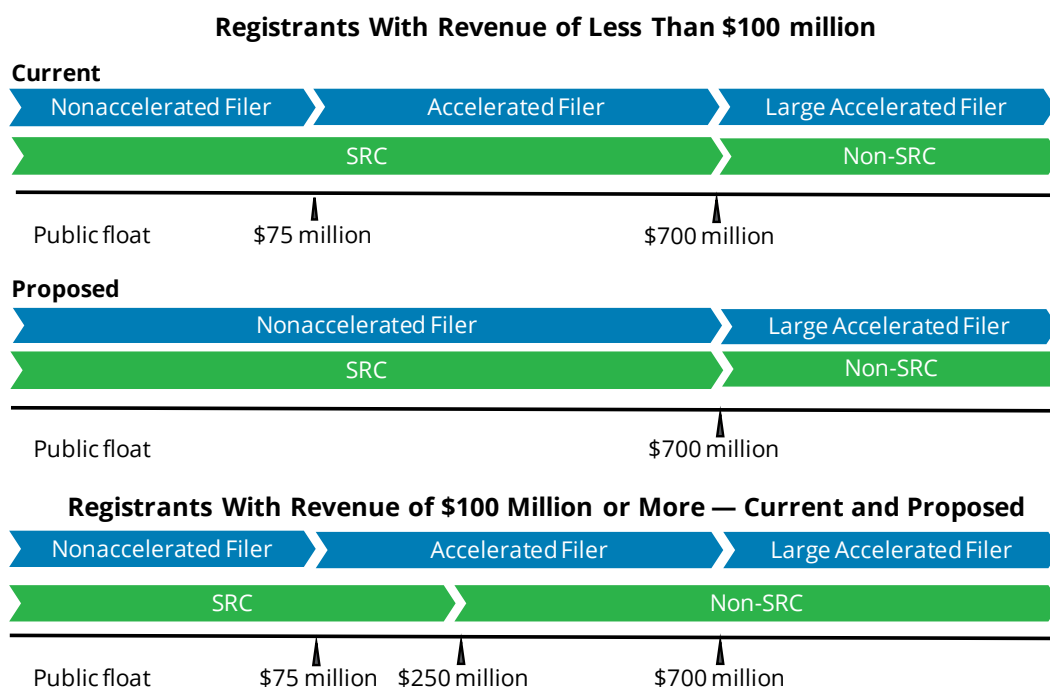 Registrants With Revenue of Less Than $100 million
Current
Nonaccelerated Filer Accelerated Filer Large Accelerated Filer
SRC Non-SRC
Public float $75 million $700 million
Proposed
Nonaccelerated Filer Large Accelerated Filer
SRC Non-SRC
Public float $700 million
Registrants With Revenue of $100 Million or More — Current and Proposed
Nonaccelerated Filer Accelerated Filer Large Accelerated Filer
SRC Non-SRC
Public float $75 million $250 million $700 million